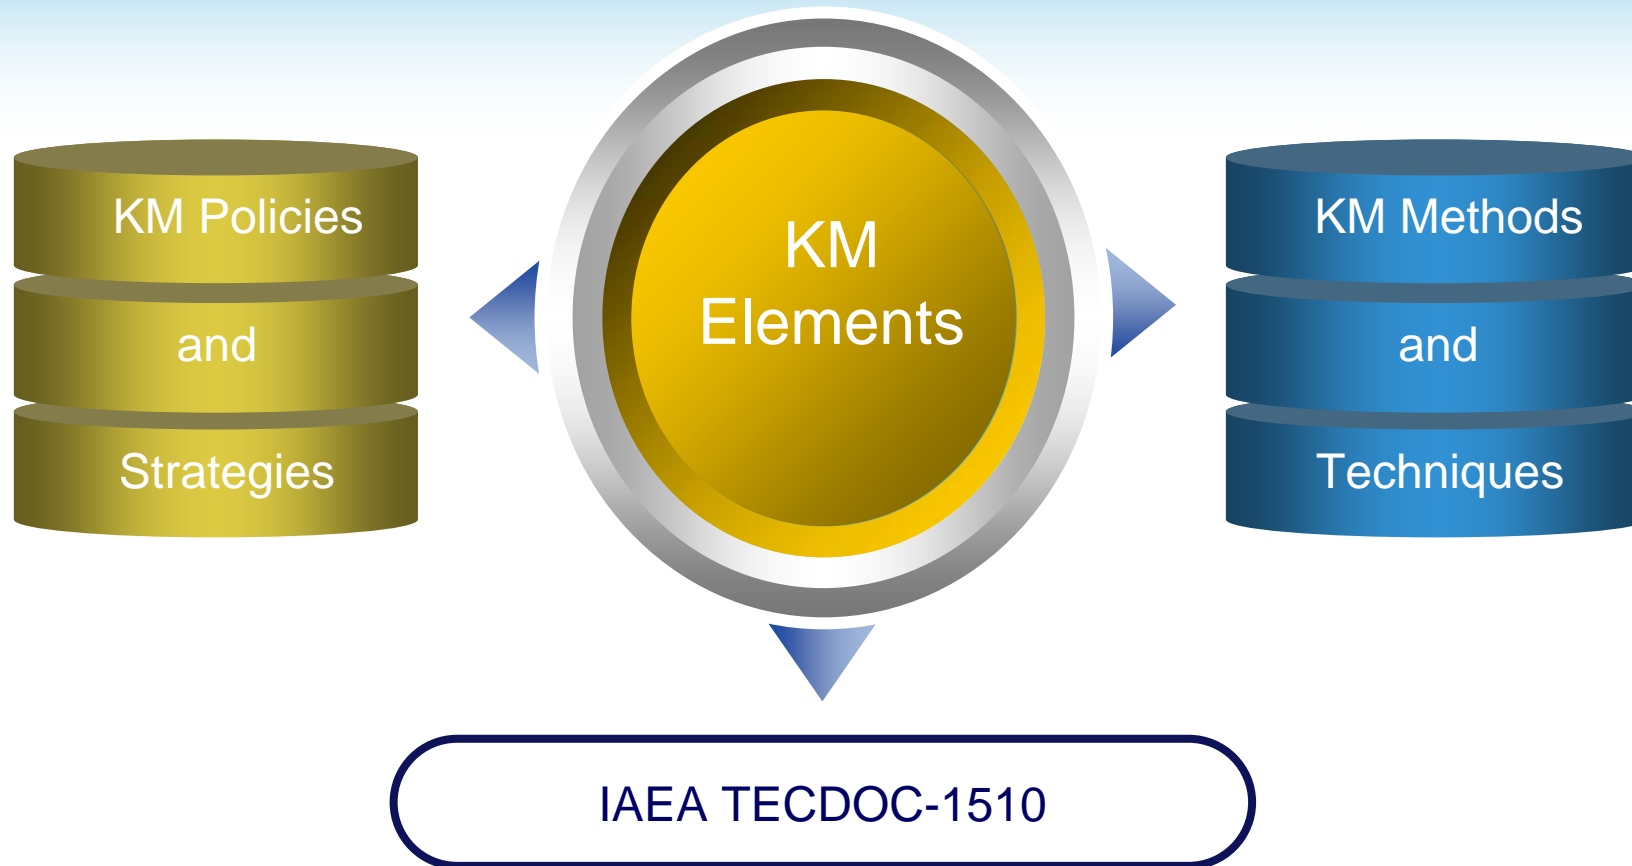 KM Policies
and
Strategies
KM
Elements
KM Methods
and
Techniques
IAEA TECDOC-1510